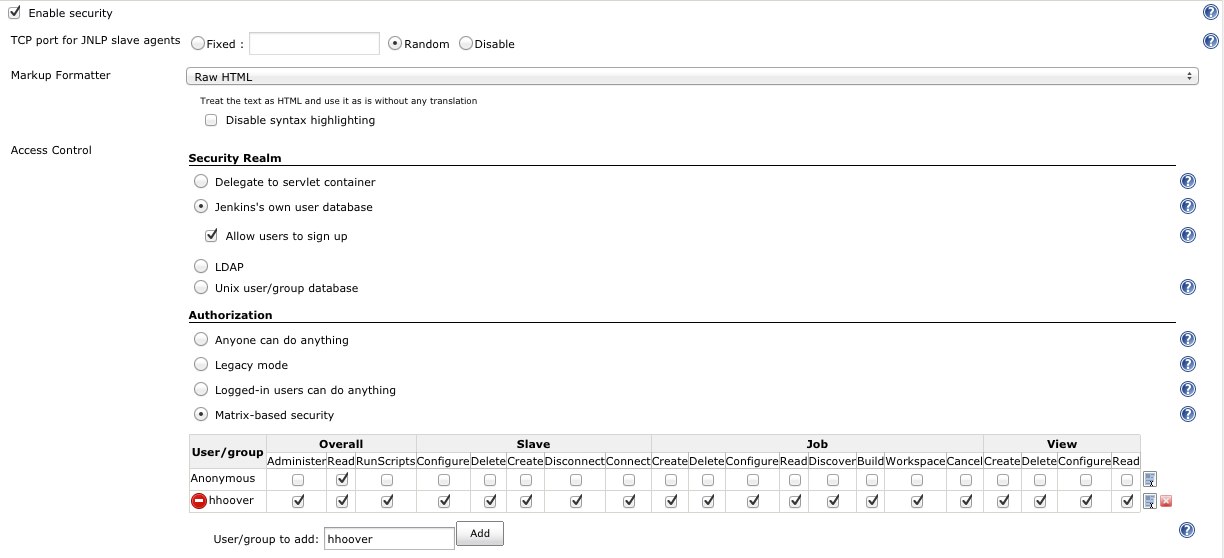 Enable security
TCP port for JNLP slave agents Fixed : Random Disable
Markup Formatter Raw HTML
Treat the text as HTML and use it as is without any translation
Disable syntax highlighting
Access Control
Security Realm
Delegate to servlet container
Jenkins's own user database
Allow users to sign up
LDAP
Unix user/group database
Authorization
Anyone can do anything
Legacy mode
Logged-in users can do anything
Matrix-based security
User/group Overall Slave Job View
Administer Read RunScripts Configure Delete Create Disconnect Connect Create Delete Configure Read Discover Build Workspace Cancel Create Delete Configure Read
Anonymous
hhoover
User/group to add: hhoover Add